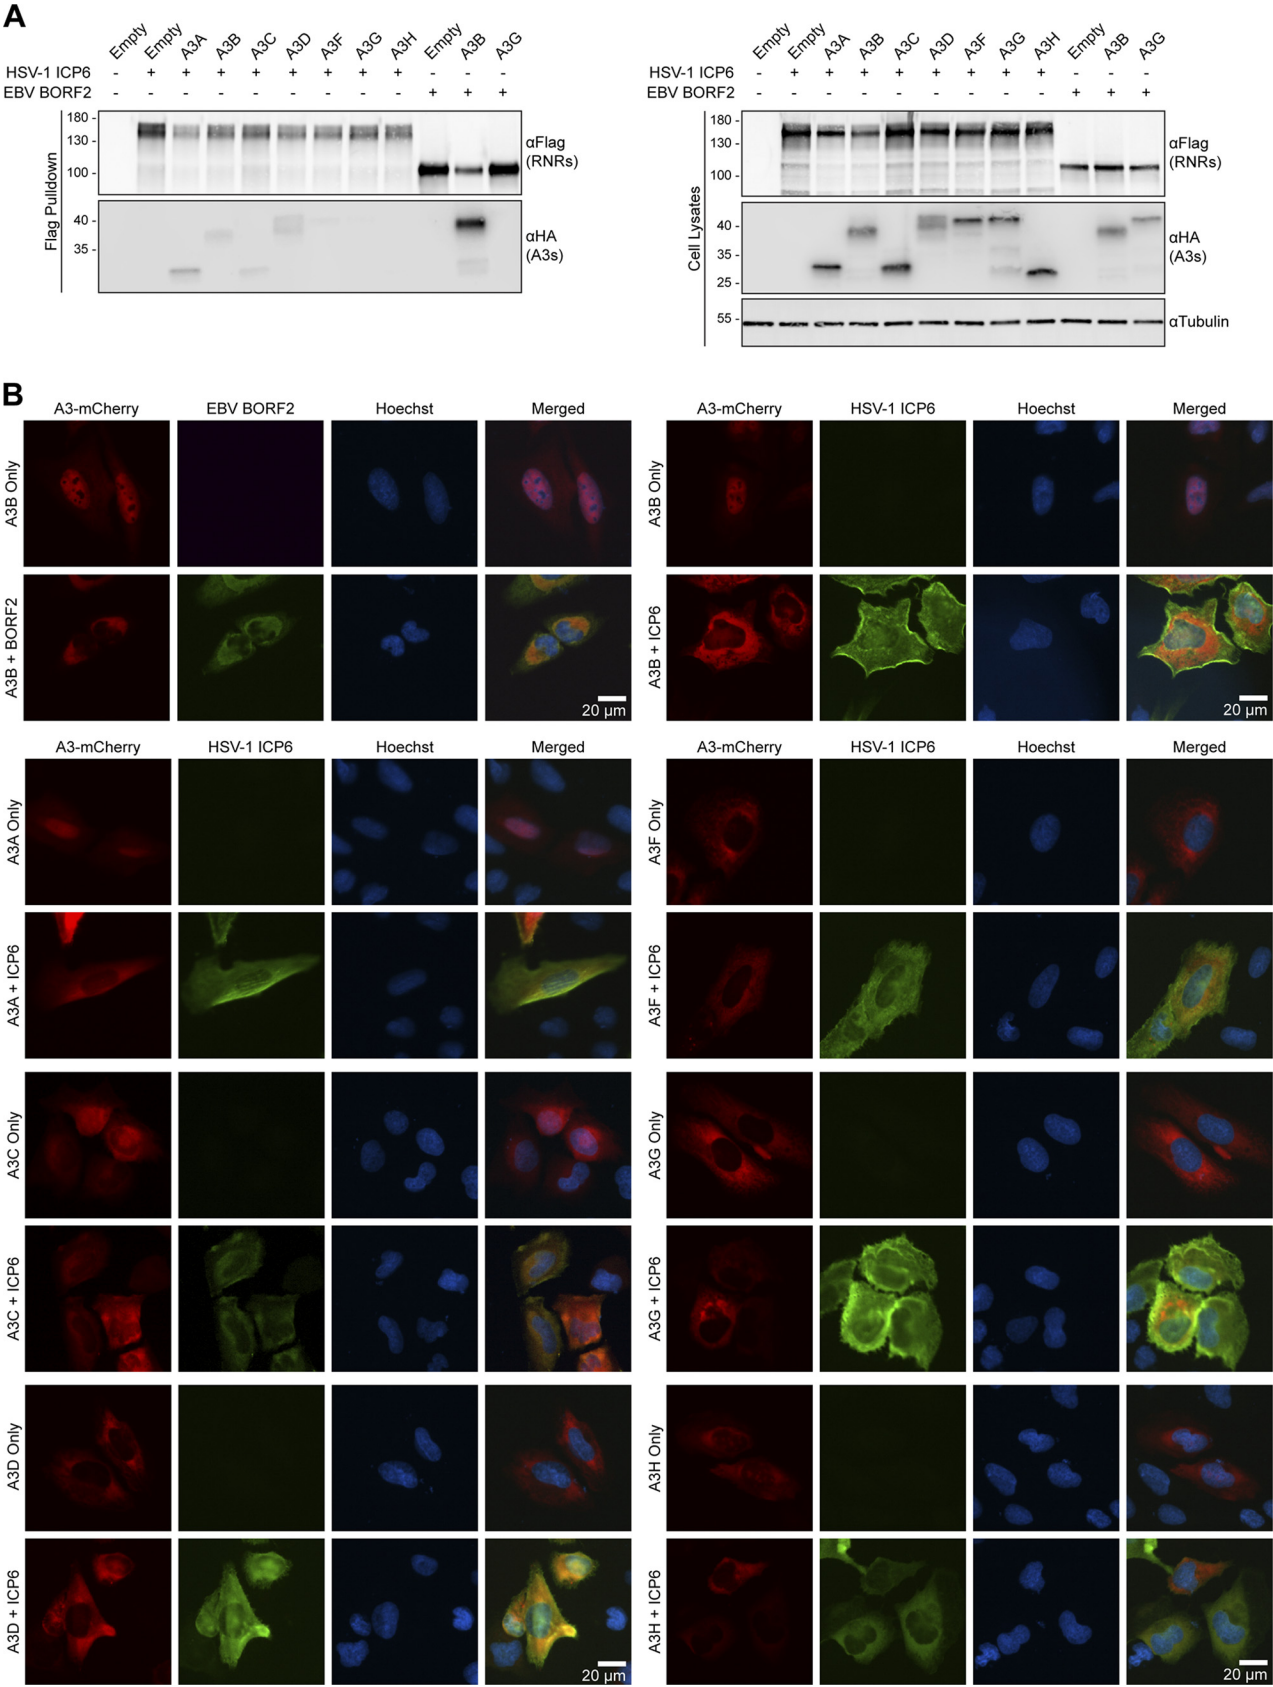 A
Empty Empty A3A A3B A3C A3D A3F A3G A3H Empty A3B A3G
HSV-1 ICP6 - + + + + + + + + - - -
EBV BORF2 - - - - - - - - - + + +
180 -
130 -
100 -
αFlag
(RNRs)
40 -
35 -
αHA
(A3s)
Flag Pulldown
Empty Empty A3A A3B A3C A3D A3F A3G A3H Empty A3B A3G
HSV-1 ICP6 - + + + + + + + + - - -
EBV BORF2 - - - - - - - - - + + +
180 -
130 -
100 -
αFlag
(RNRs)
40 -
35 -
25 -
αHA
(A3s)
55 -
αTubulin
Cell Lysates
B
A3-mCherry EBV BORF2 Hoechst Merged
A3B Only
A3B + BORF2
20 µm
A3-mCherry HSV-1 ICP6 Hoechst Merged
A3B Only
A3B + ICP6
20 µm
A3-mCherry HSV-1 ICP6 Hoechst Merged
A3A Only
A3A + ICP6
A3C Only
A3C + ICP6
A3D Only
A3D + ICP6
20 µm
A3-mCherry HSV-1 ICP6 Hoechst Merged
A3F Only
A3F + ICP6
A3G Only
A3G + ICP6
A3H Only
A3H + ICP6
20 µm